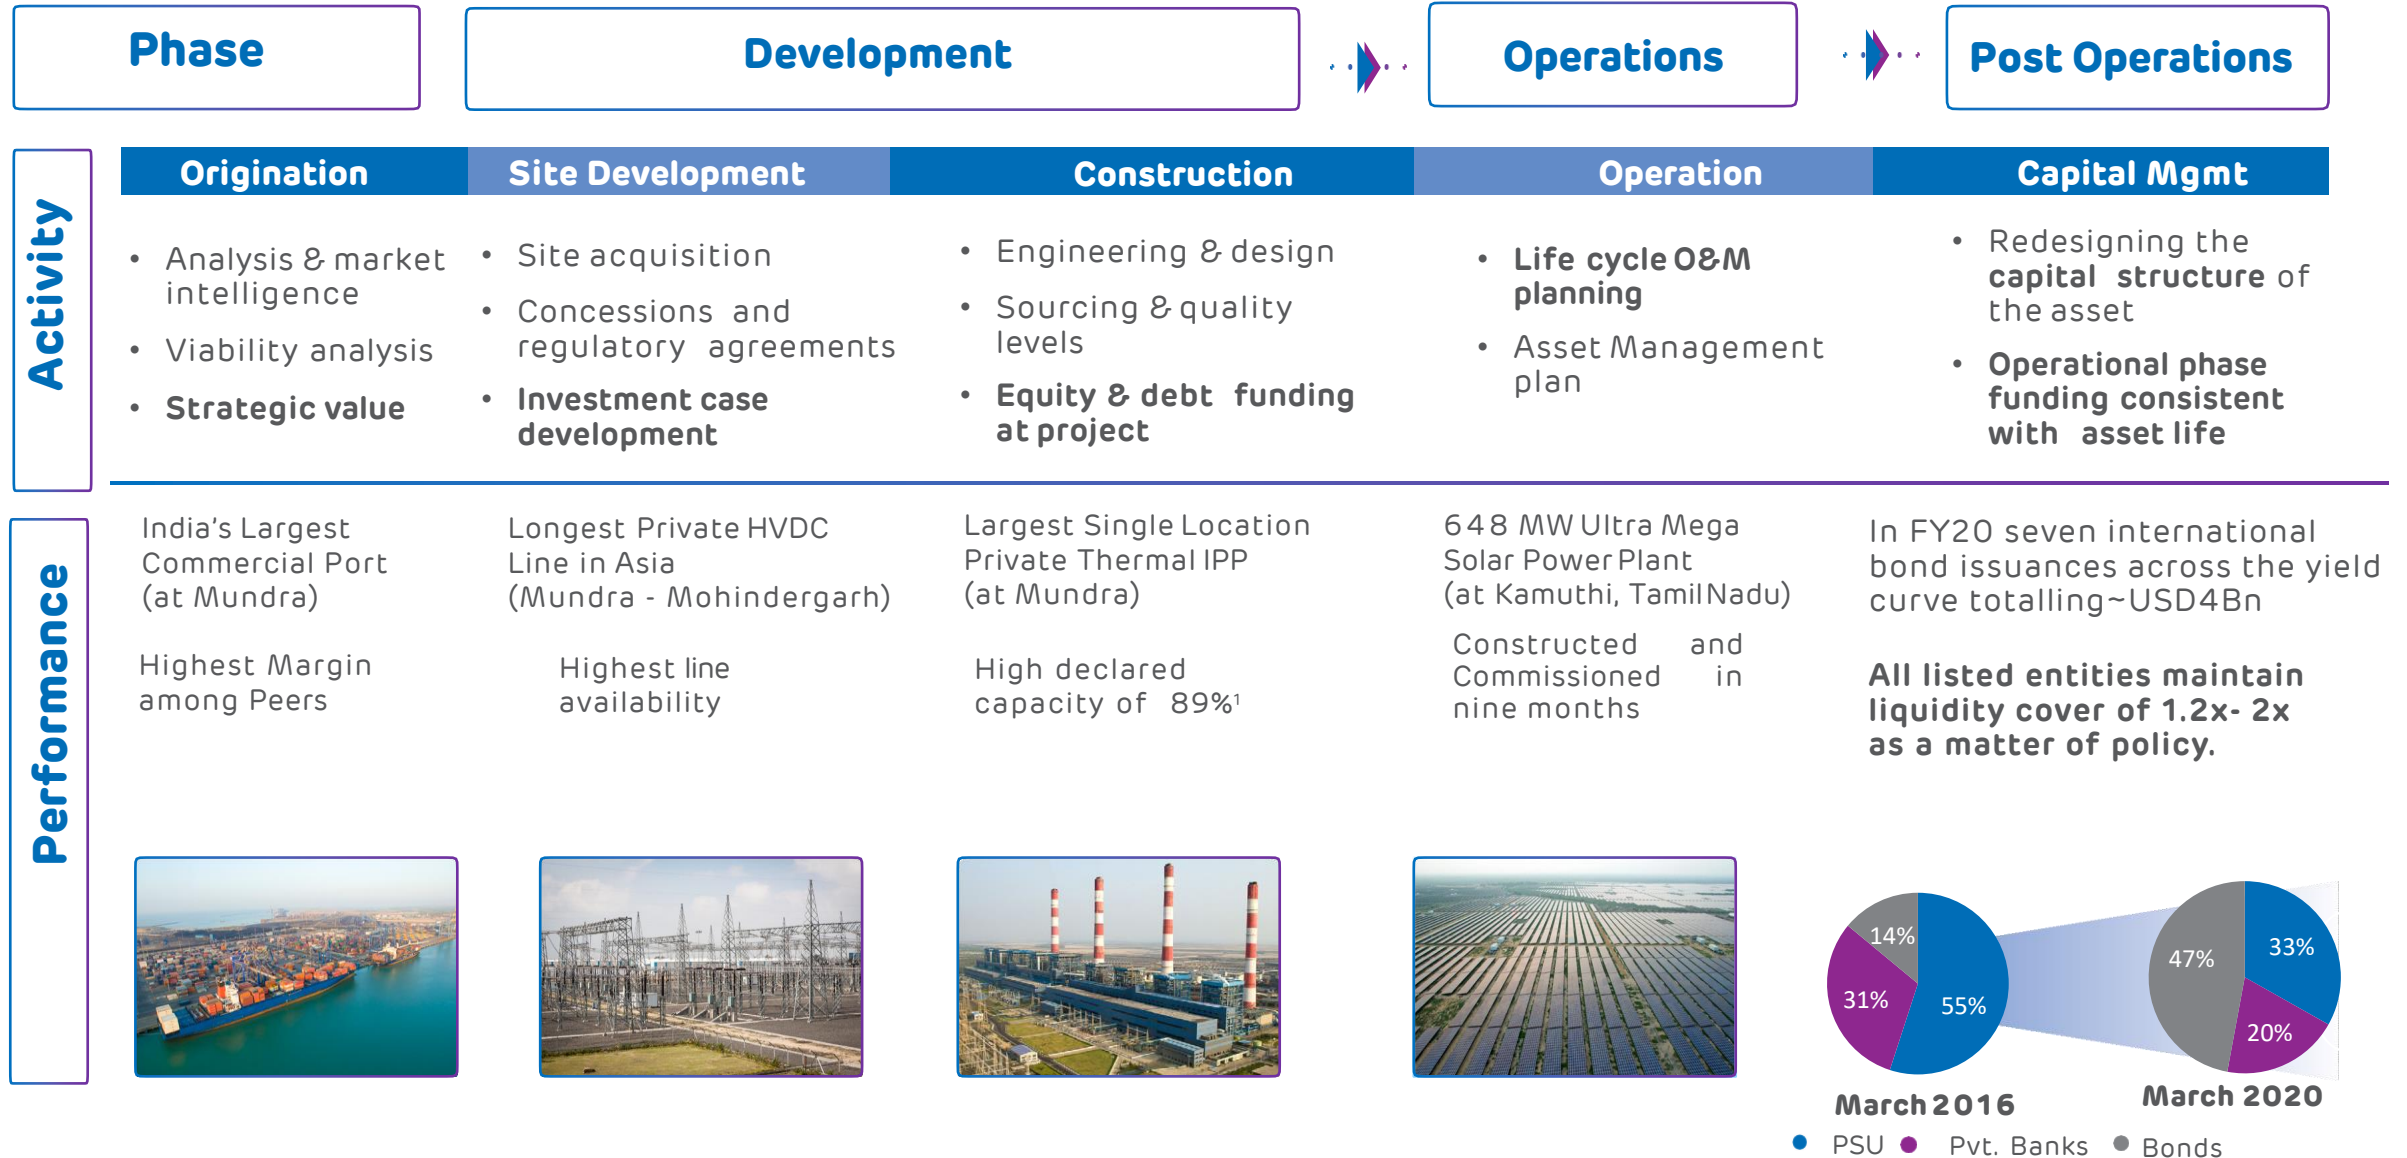 Phase
Development
Operations
Post Operations
Activity
Origination
Site Development
Construction
Operation
Capital Mgmt
• Analysis & market
intelligence
• Viability analysis
• Strategic value
• Site acquisition
• Concessions and
regulatory agreements
• Investment case
development
• Engineering & design
• Sourcing & quality
levels
• Equity & debt funding
at project
• Life cycle O&M
planning
• Asset Management
plan
• Redesigning the
capital structure of
the asset
• Operational phase
funding consistent
with asset life
Performance
India's Largest
Commercial Port
(at Mundra)
Highest Margin
among Peers
Longest Private HVDC
Line in Asia
(Mundra - Mohindergarh)
Highest line
availability
Largest Single Location
Private Thermal IPP
(at Mundra)
High declared
capacity of 89%¹
648 MW Ultra Mega
Solar Power Plant
(at Kamuthi, TamilNadu)
Constructed and
Commissioned in
nine months
In FY20 seven international
bond issuances across the yield
curve totalling~USD4Bn
All listed entities maintain
liquidity cover of 1.2x- 2x
as a matter of policy.
14%
31%
55%
March 2016
47%
33%
20%
March 2020
PSU
Pvt. Banks
Bonds